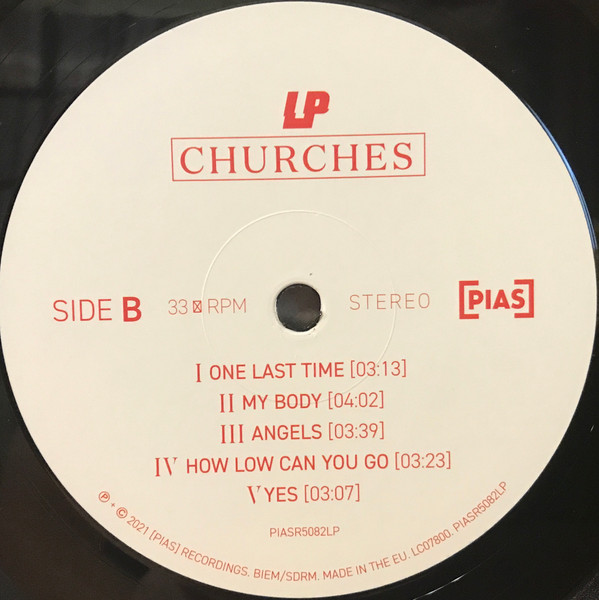 LP
CHURCHES
SIDE B 33 ☒ RPM STEREO [PIAS]
I ONE LAST TIME [03:13]
II MY BODY [04:02]
III ANGELS [03:39]
IV HOW LOW CAN YOU GO [03:23]
V YES [03:07]
PIASR5082LP
℗ + © 2021 [PIAS] RECORDINGS. BIEM/SDRM. MADE IN THE EU. LC07800. PIASR5082LP